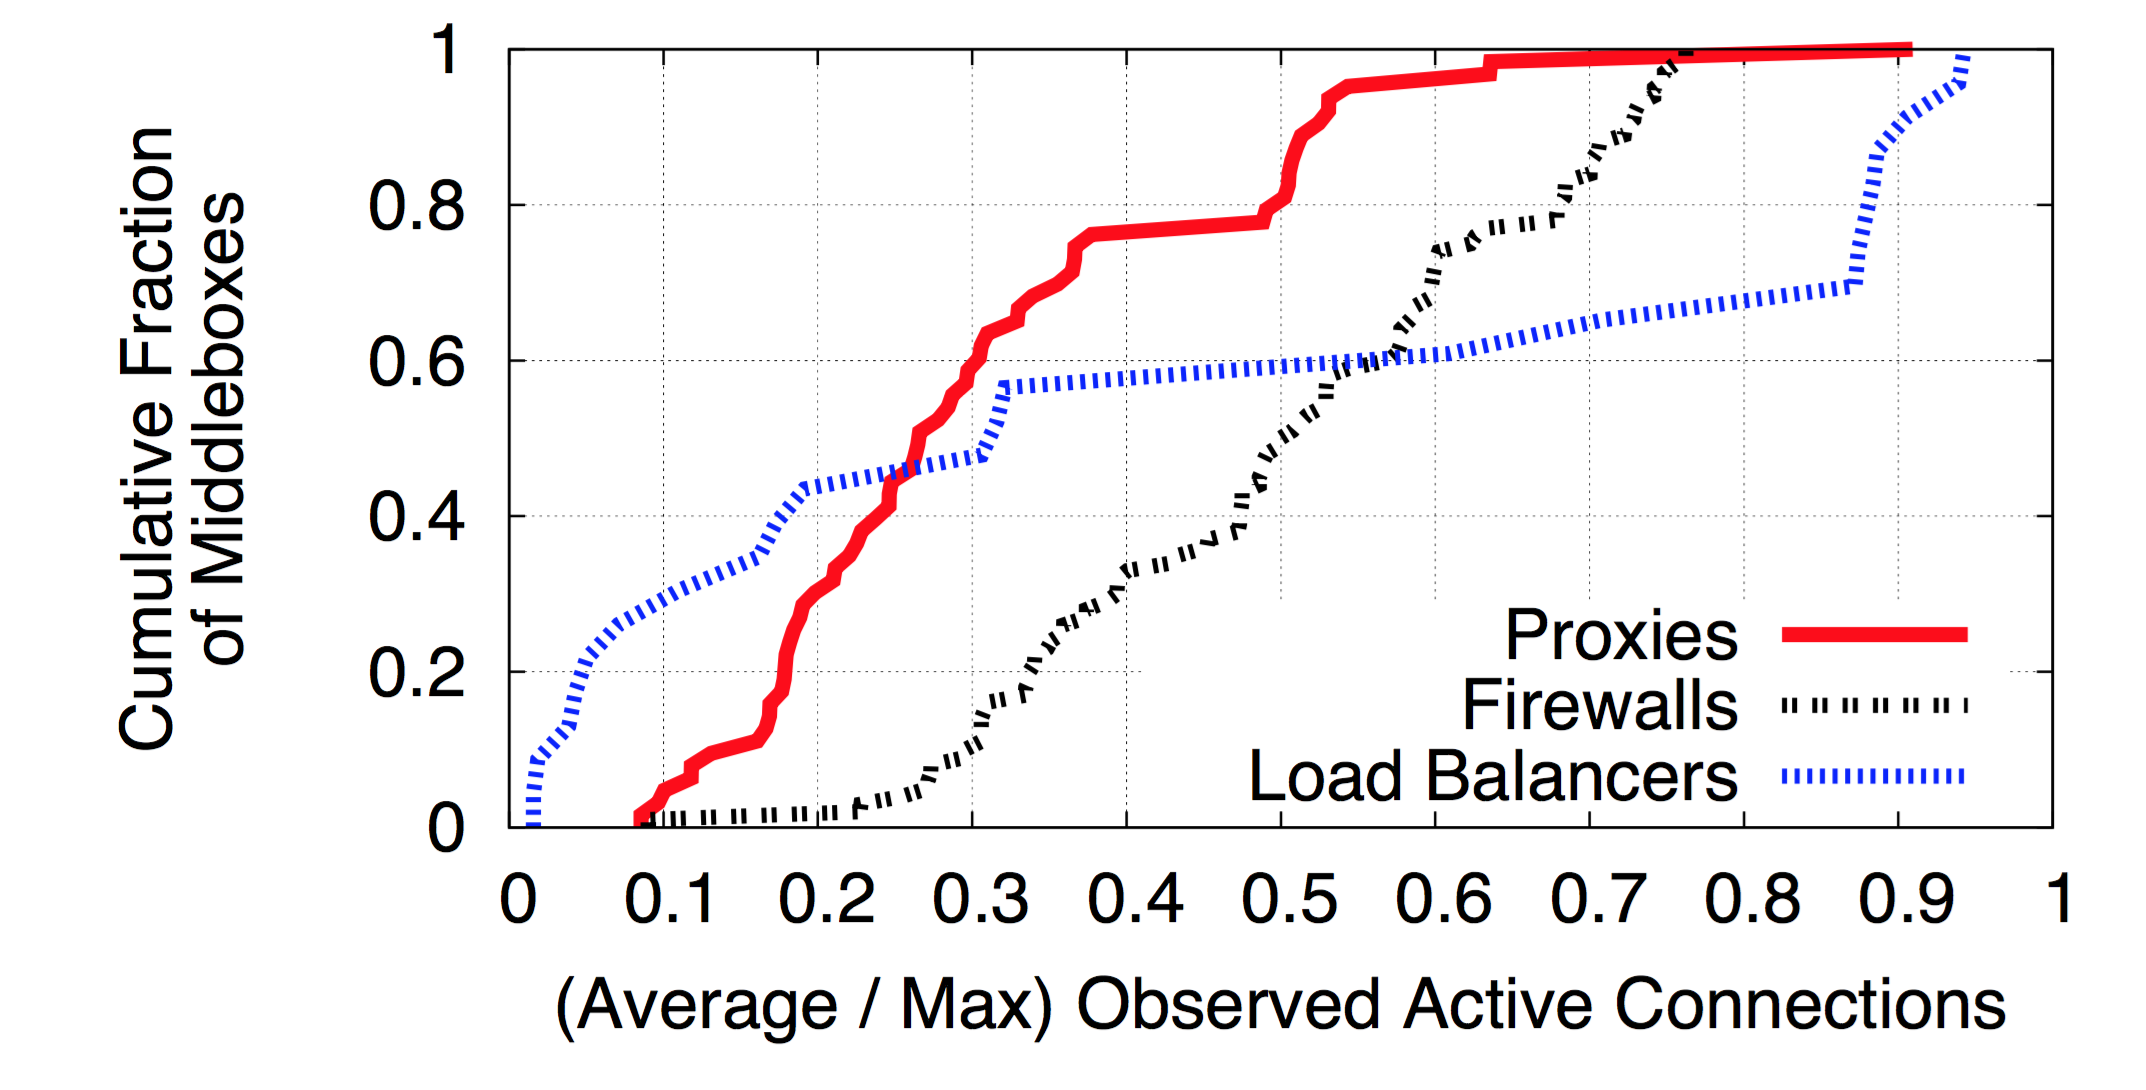 Cumulative Fraction
of Middleboxes
1
0.8
0.6
0.4
0.2
0
Proxies
Firewalls
Load Balancers
0 0.1 0.2 0.3 0.4 0.5 0.6 0.7 0.8 0.9 1
(Average / Max) Observed Active Connections